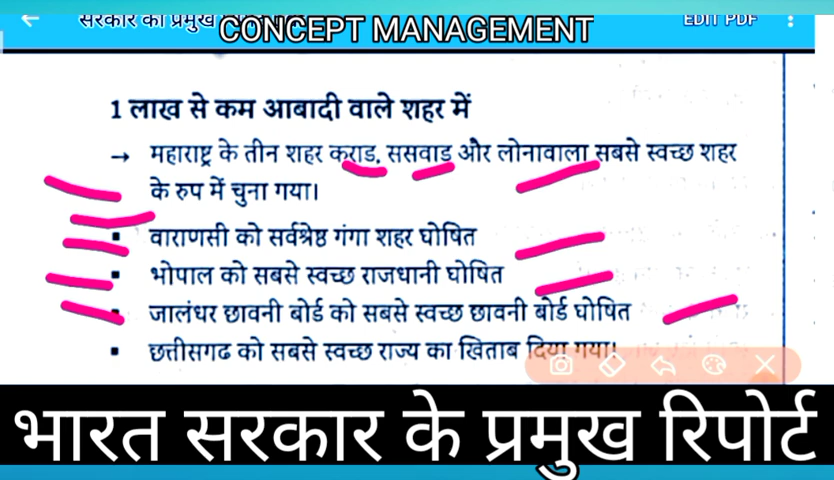 सरकार की प्रमुख
CONCEPT MANAGEMENT
EDIT PDF
1 लाख से कम आबादी वाले शहर में
→ महाराष्ट्र के तीन शहर कराड, ससवाड और लोनावाला सबसे स्वच्छ शहर
के रुप में चुना गया।
▪ वाराणसी को सर्वश्रेष्ठ गंगा शहर घोषित
▪ भोपाल को सबसे स्वच्छ राजधानी घोषित
▪ जालंधर छावनी बोर्ड को सबसे स्वच्छ छावनी बोर्ड घोषित
▪ छत्तीसगढ को सबसे स्वच्छ राज्य का खिताब दिया गया।
भारत सरकार के प्रमुख रिपोर्ट